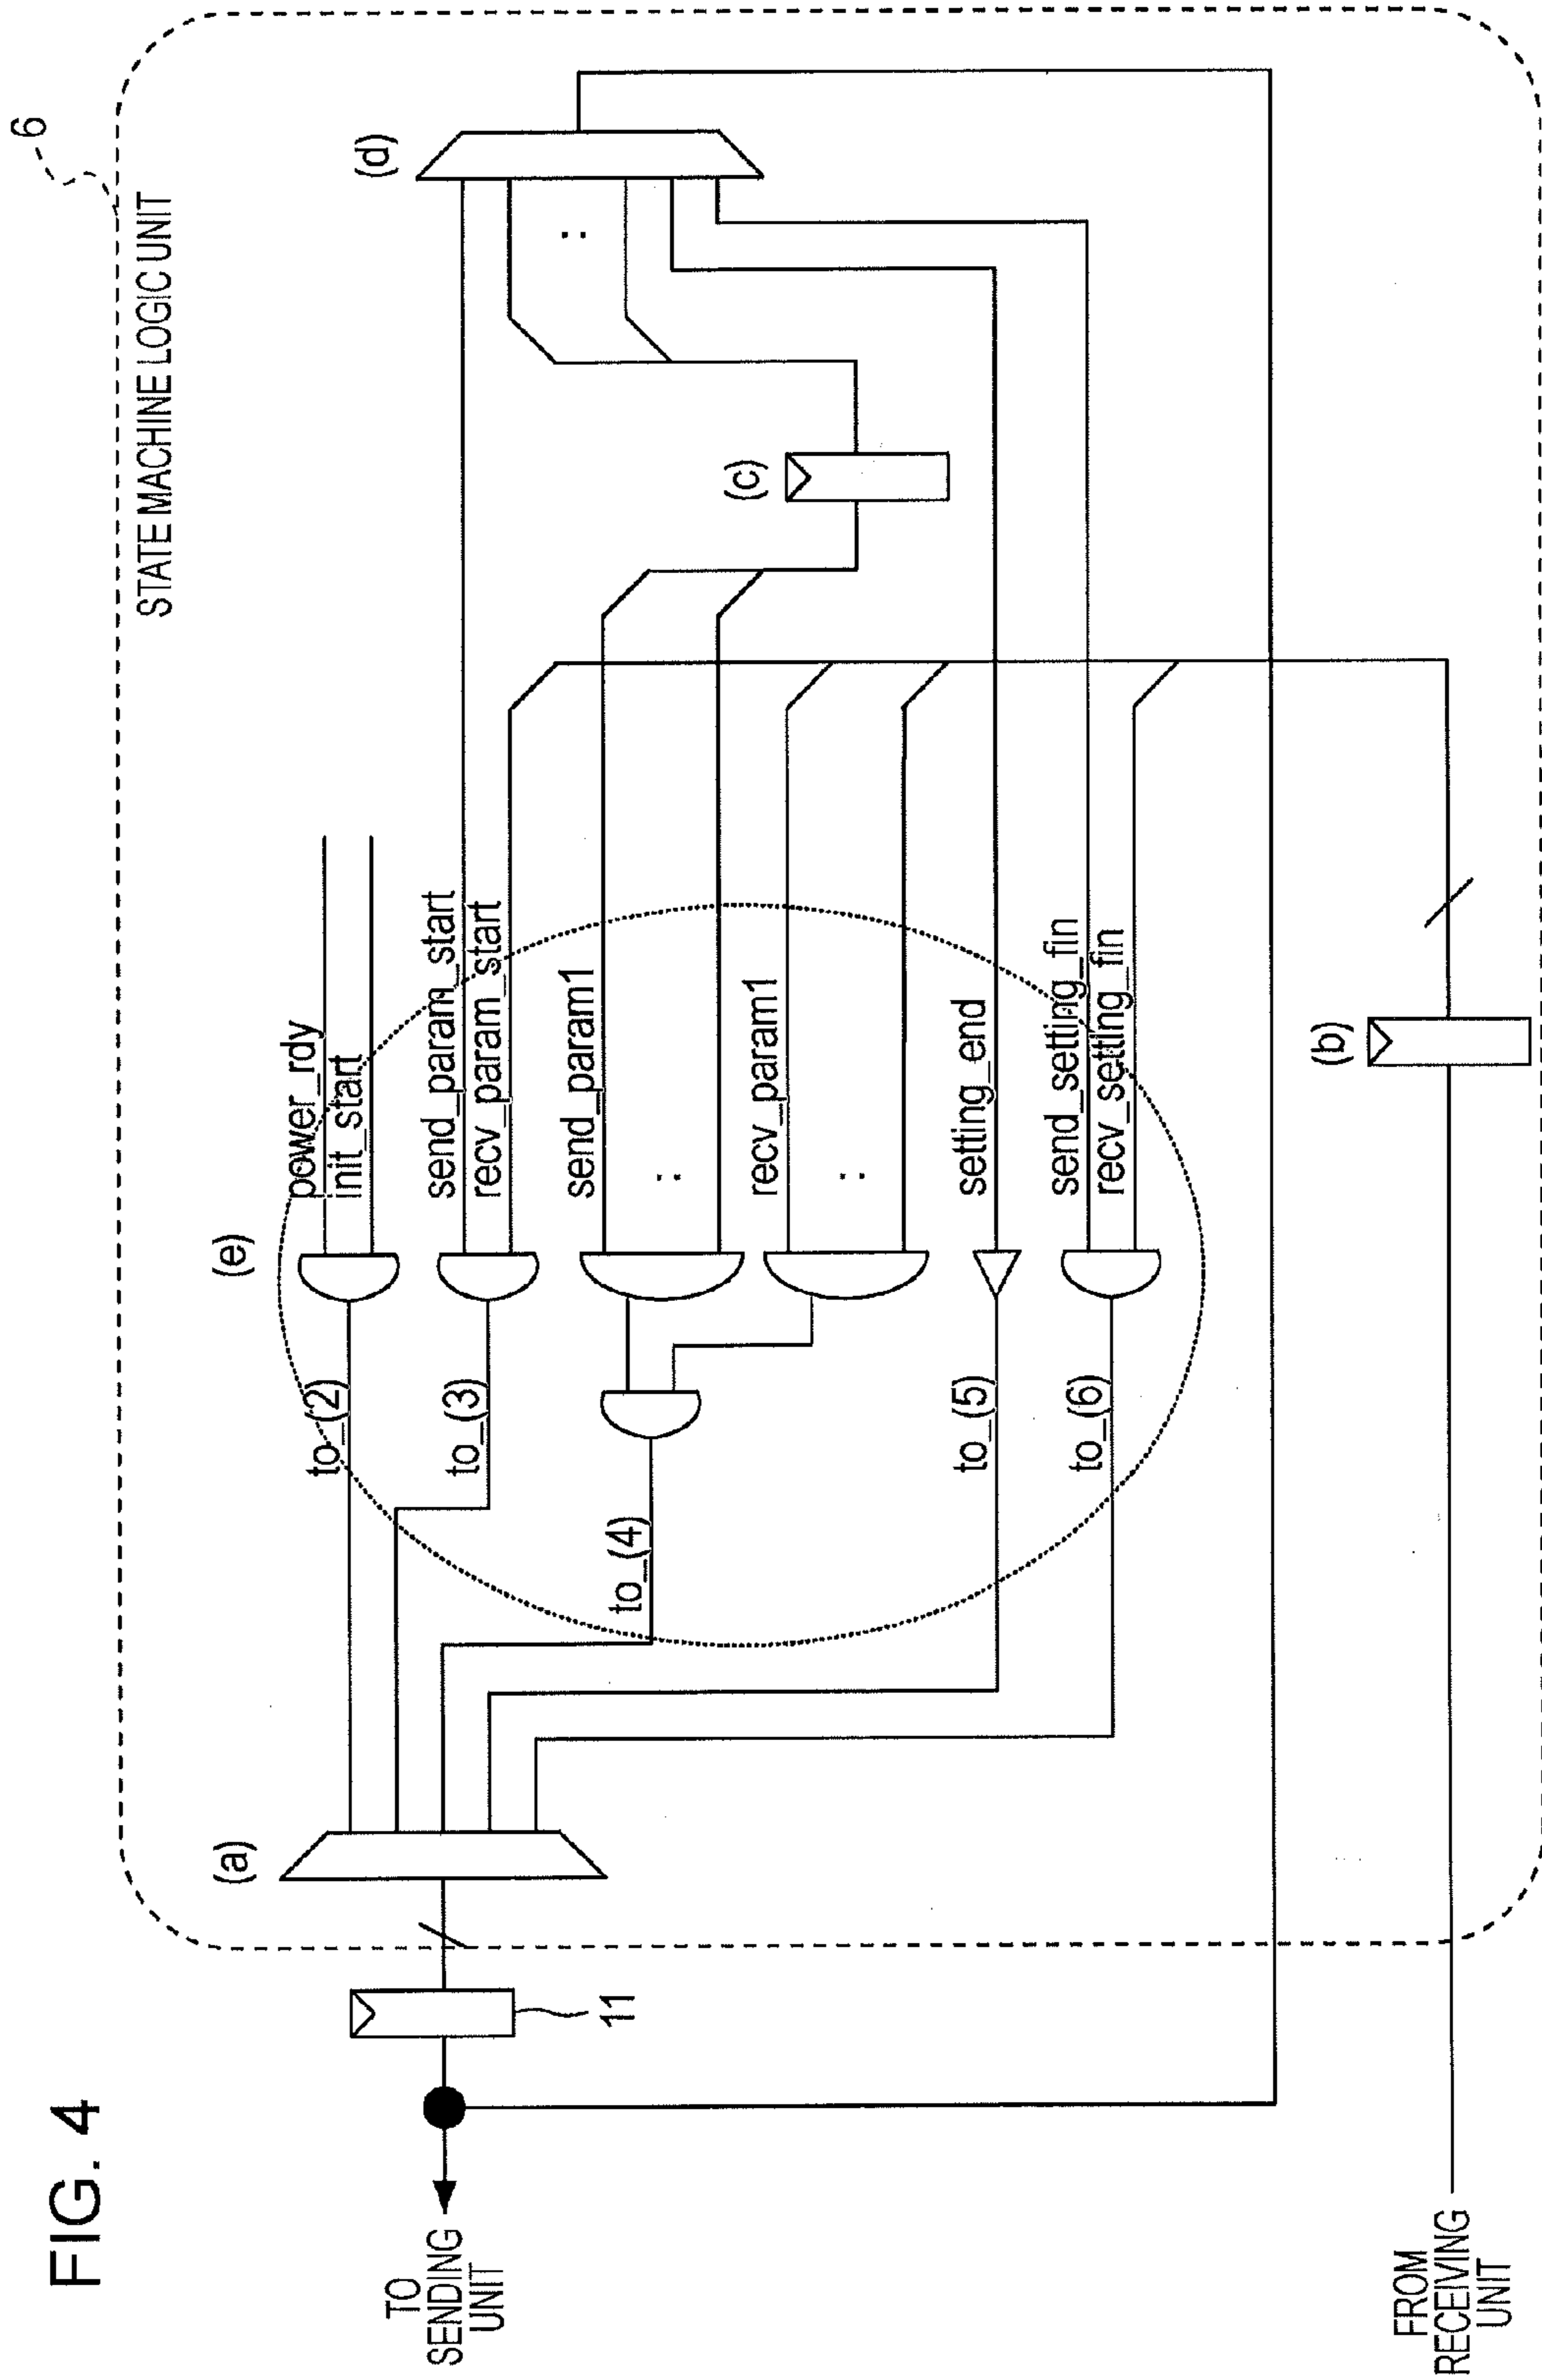 FIG. 4
6
STATE MACHINE LOGIC UNIT
(a)
(e)
(d)
power_rdy
init_start
to_(2)
send_param_start
recv_param_start
to_(3)
send_param1
:
:
to_(4)
recv_param1
:
(c)
setting_end
to_(5)
send_setting_fin
recv_setting_fin
to_(6)
11
TO
SENDING
UNIT
(b)
FROM
RECEIVING
UNIT